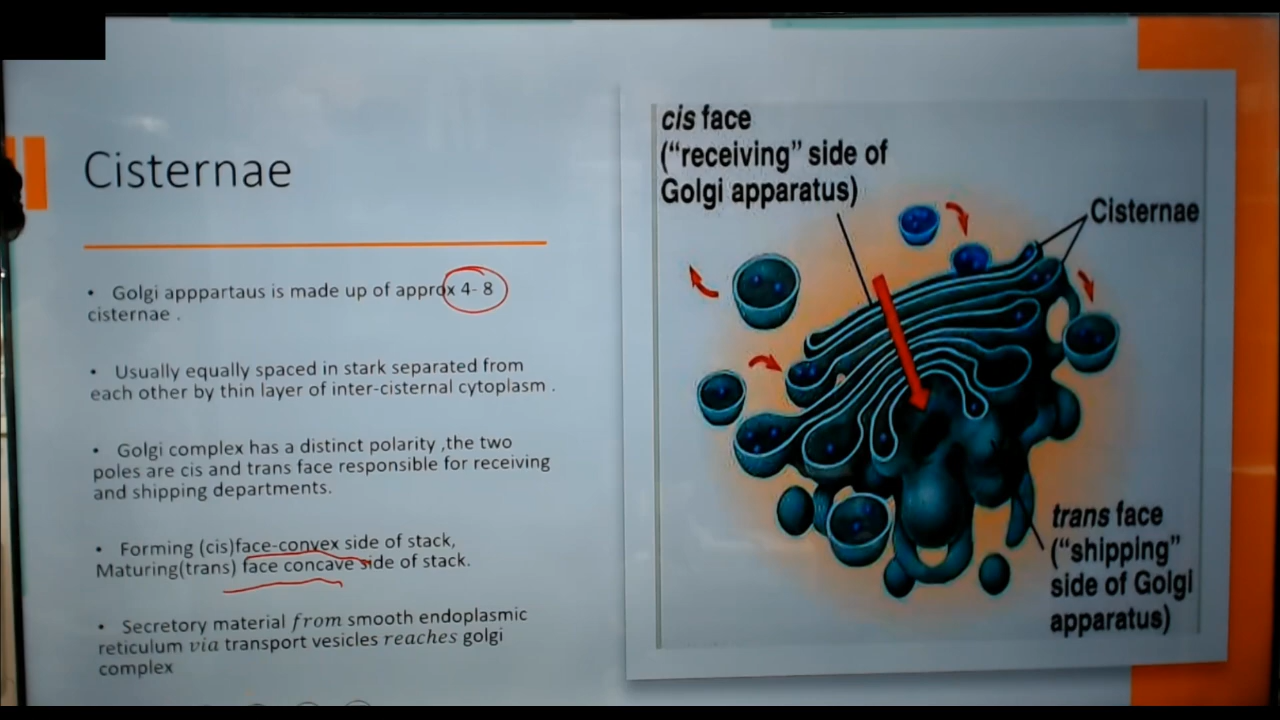 Cisternae
• Golgi apppartaus is made up of approx 4- 8
cisternae .
• Usually equally spaced in stark separated from
each other by thin layer of inter-cisternal cytoplasm .
• Golgi complex has a distinct polarity ,the two
poles are cis and trans face responsible for receiving
and shipping departments.
• Forming (cis)face-convex side of stack,
Maturing(trans) face concave side of stack.
• Secretory material from smooth endoplasmic
reticulum via transport vesicles reaches golgi
complex
cis face
("receiving" side of
Golgi apparatus)
Cisternae
trans face
("shipping"
side of Golgi
apparatus)